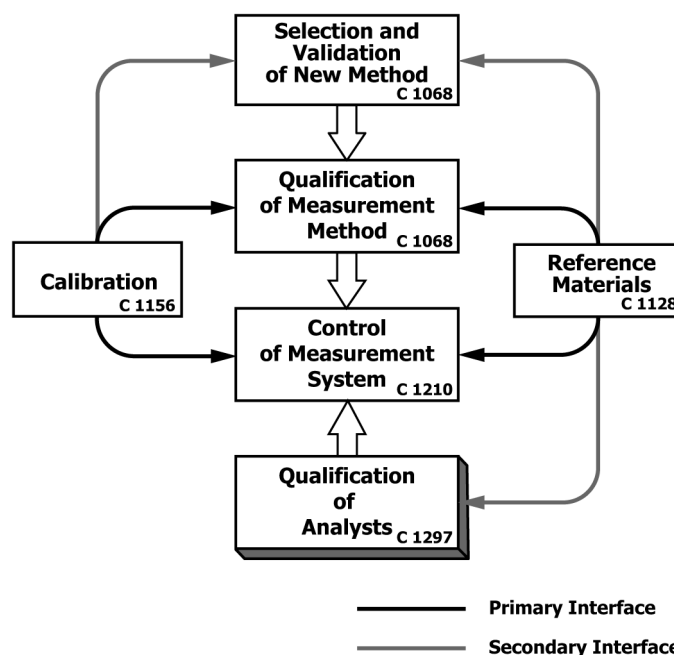 Selection and
Validation
of New Method
C 1068
Qualification
of Measurement
Method
C 1068
Calibration
C 1156
Reference
Materials
C 1128
Control
of Measurement
System
C 1210
Qualification
of
Analysts
C 1297
Primary Interface
Secondary Interface